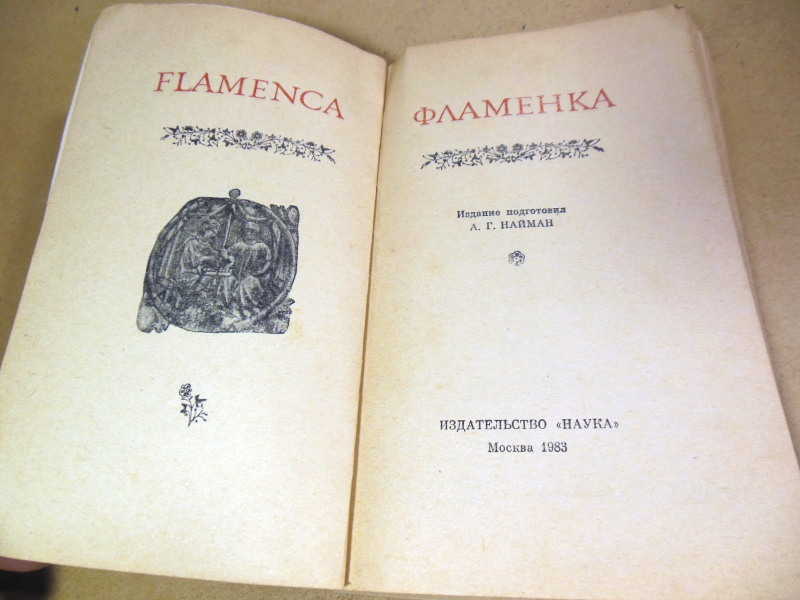 FLAMENCA
ФЛАМЕНКА
Издание подготовил
А. Г. НАЙМАН
ИЗДАТЕЛЬСТВО «НАУКА»
Москва 1983